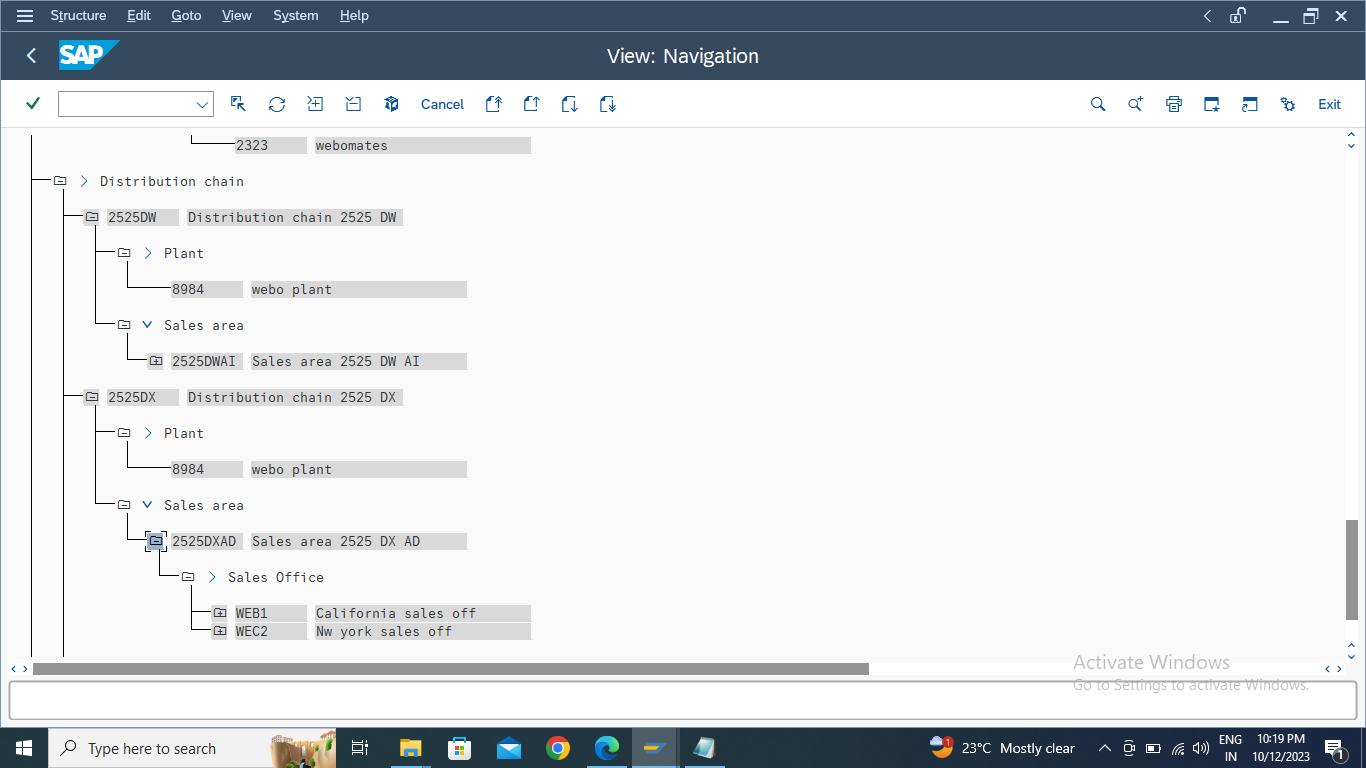 Structure Edit Goto View System Help
SAP View: Navigation
Cancel Exit
2323 webomates
Distribution chain
2525DW Distribution chain 2525 DW
Plant
8984 webo plant
Sales area
2525DWAI Sales area 2525 DW AI
2525DX Distribution chain 2525 DX
Plant
8984 webo plant
Sales area
2525DXAD Sales area 2525 DX AD
Sales Office
WEB1 California sales off
WEC2 Nw york sales off
Activate Windows
Go to Settings to activate Windows.
Type here to search
1
23°C Mostly clear
ENG
IN
10:19 PM
10/12/2023
1